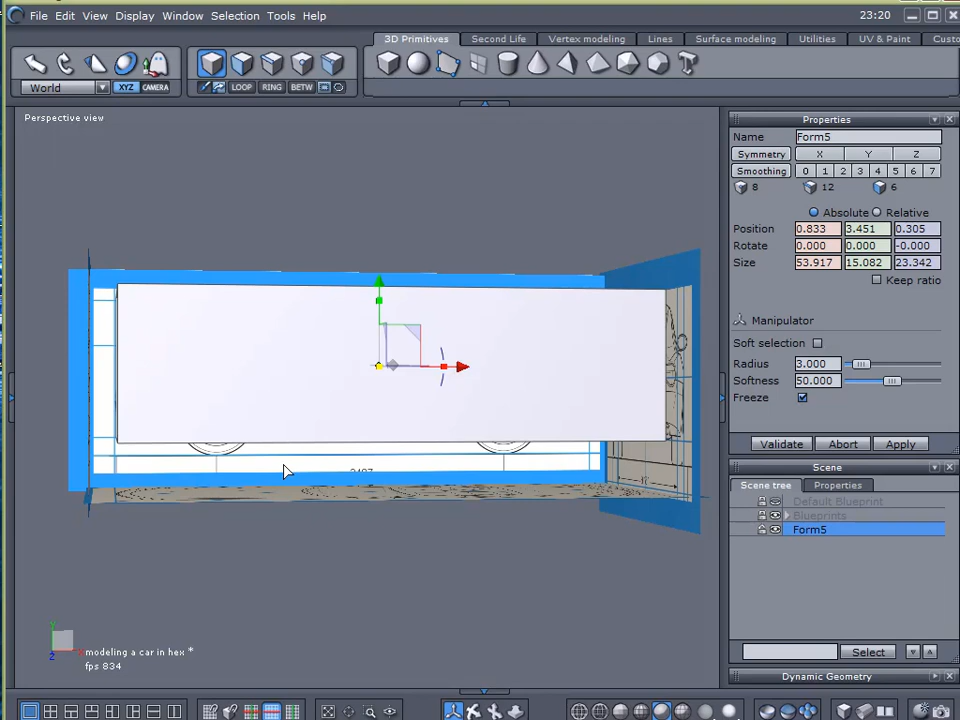 File Edit View Display Window Selection Tools Help 23:20
3D Primitives Second Life Vertex modeling Lines Surface modeling Utilities UV & Paint Custo
World XYZ CAMERA LOOP RING BETW
Perspective view
Properties
Name Form5
Symmetry X Y Z
Smoothing 0 1 2 3 4 5 6 7
8 12 6
Absolute Relative
Position 0.833 3.451 0.305
Rotate 0.000 0.000 -0.000
Size 53.917 15.082 23.342
Keep ratio
Manipulator
Soft selection
Radius 3.000
Softness 50.000
Freeze
Validate Abort Apply
Scene
Scene tree Properties
Default Blueprint
Blueprints
Form5
Y
Z
modeling a car in hex *
fps 834
Select
Dynamic Geometry